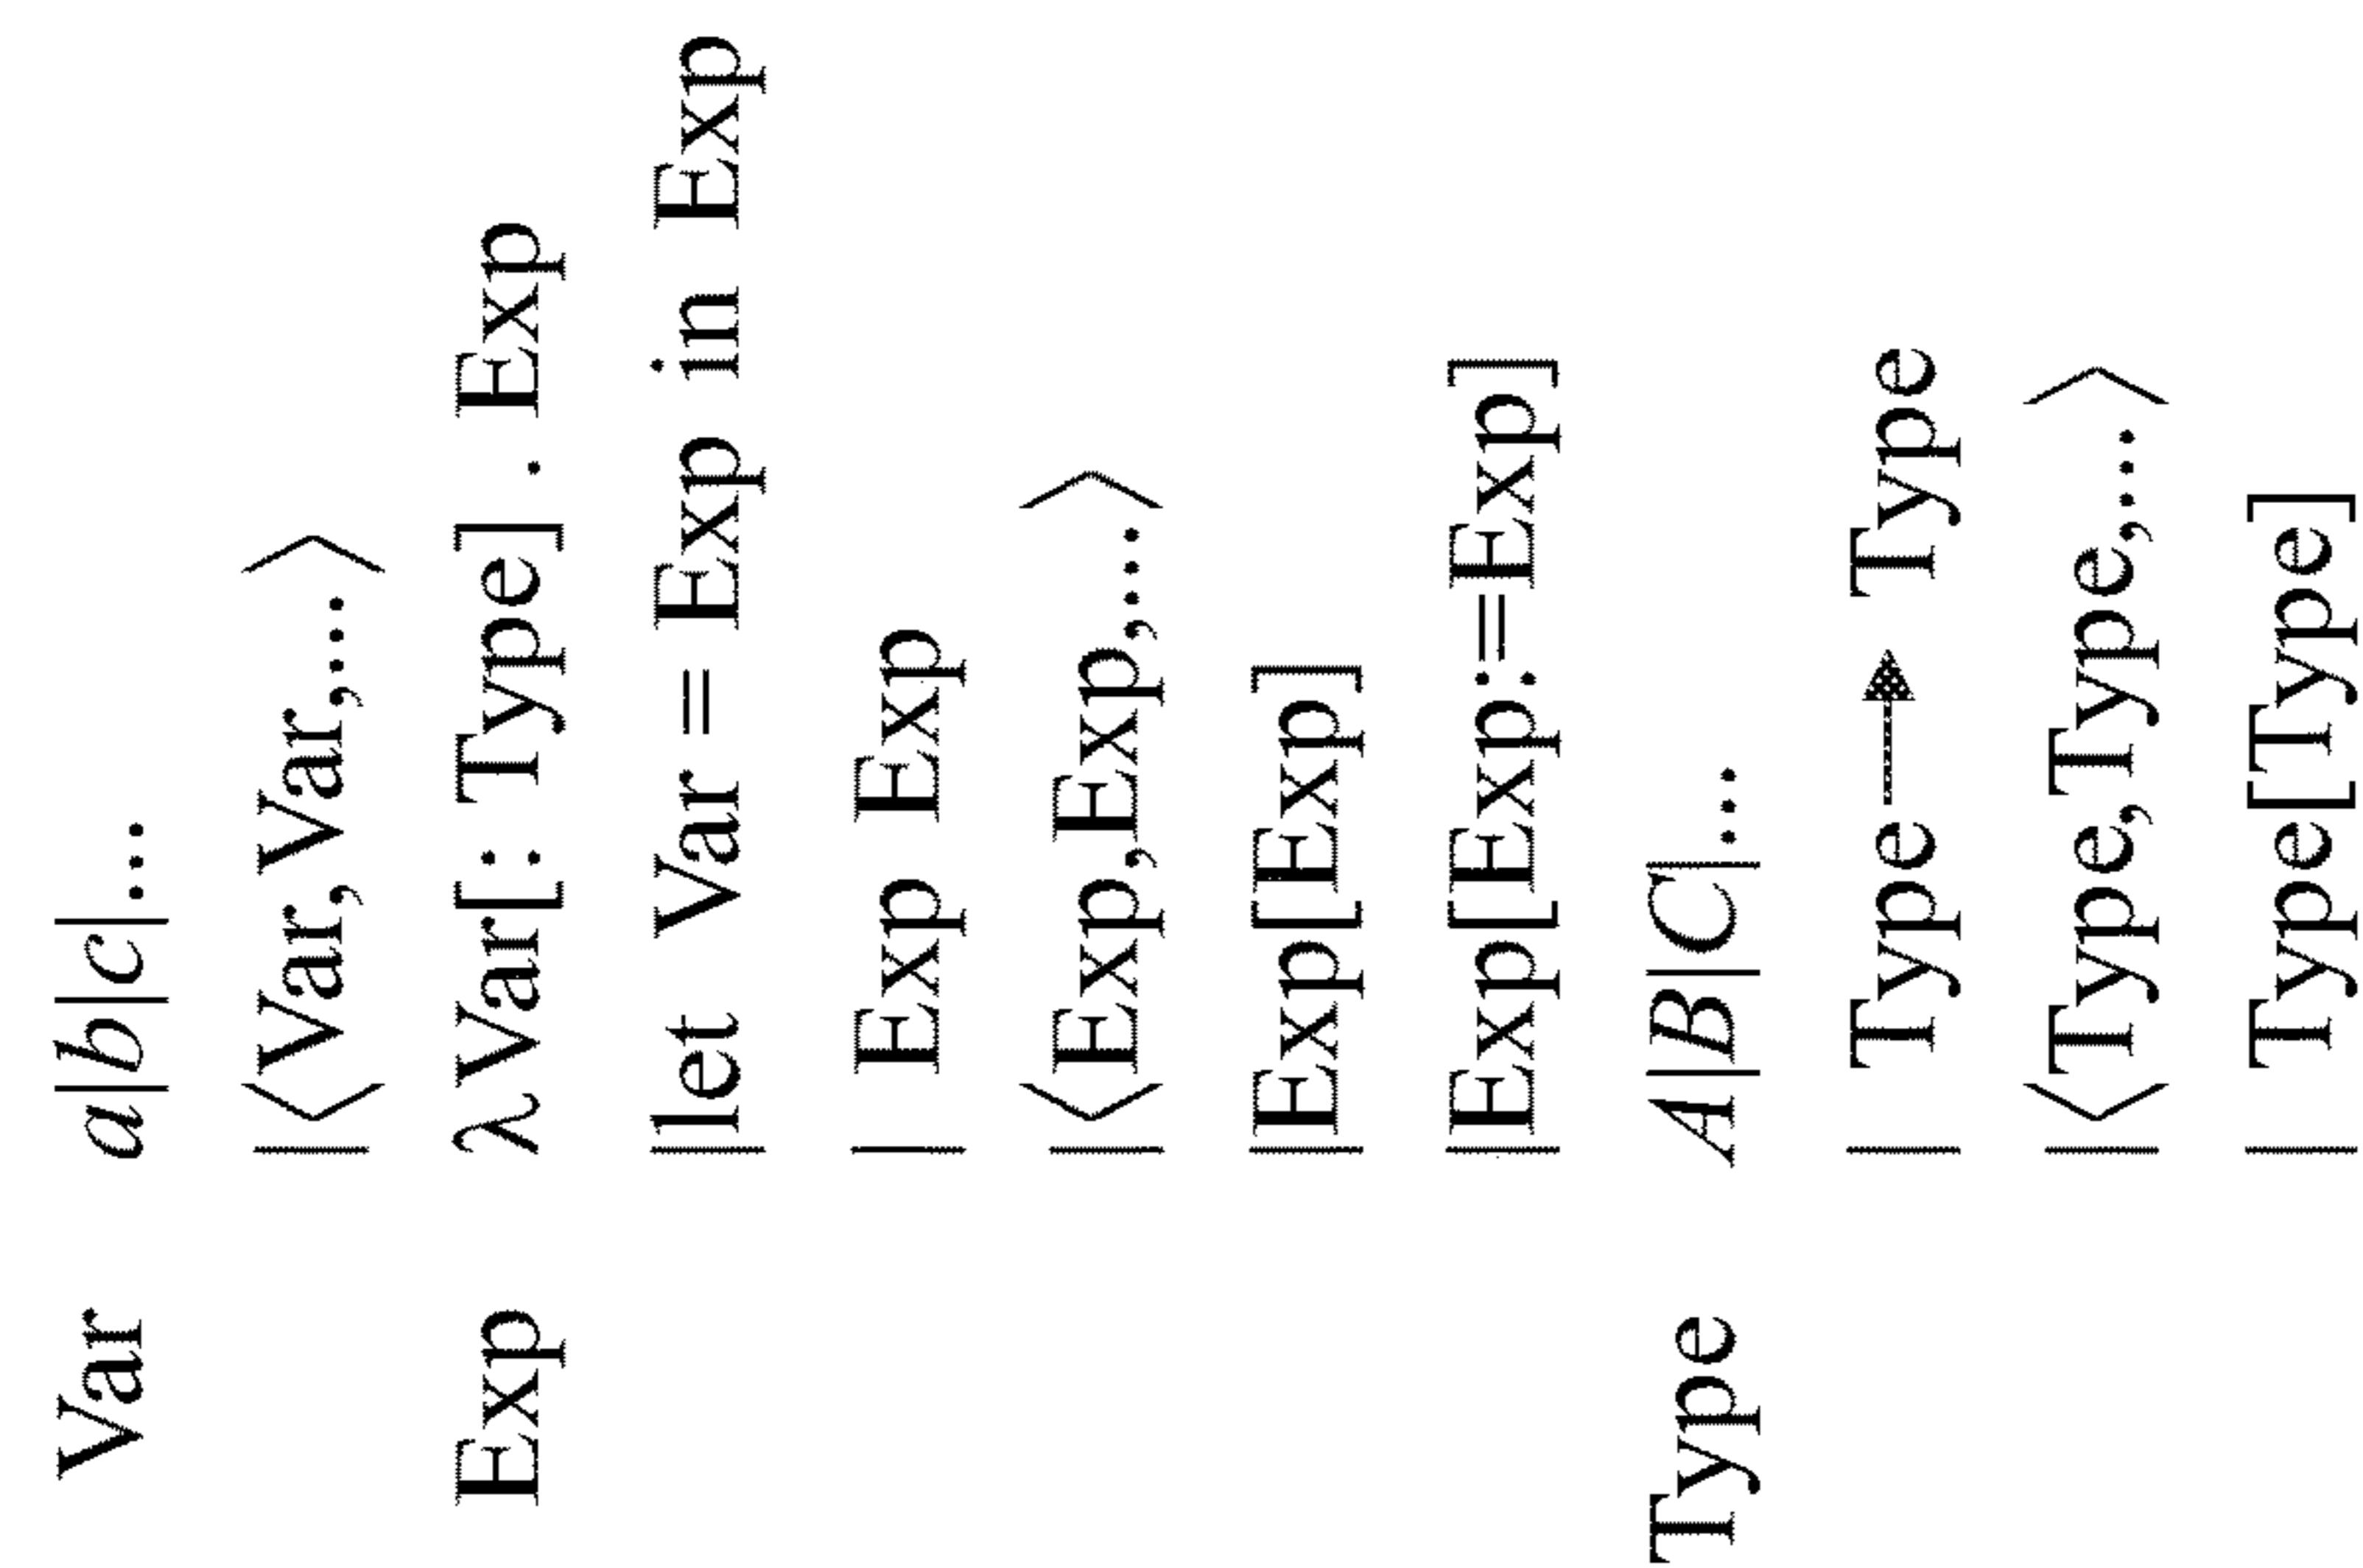 Var a|b|c|...
|⟨Var,Var,...⟩
Exp λVar[: Type]. Exp
|let Var = Exp in Exp
| Exp Exp
|⟨Exp,Exp,...⟩
|Exp[Exp]
|Exp[Exp:=Exp]
Type A|B|C|...
| Type → Type
|⟨Type,Type,...⟩
| Type[Type]